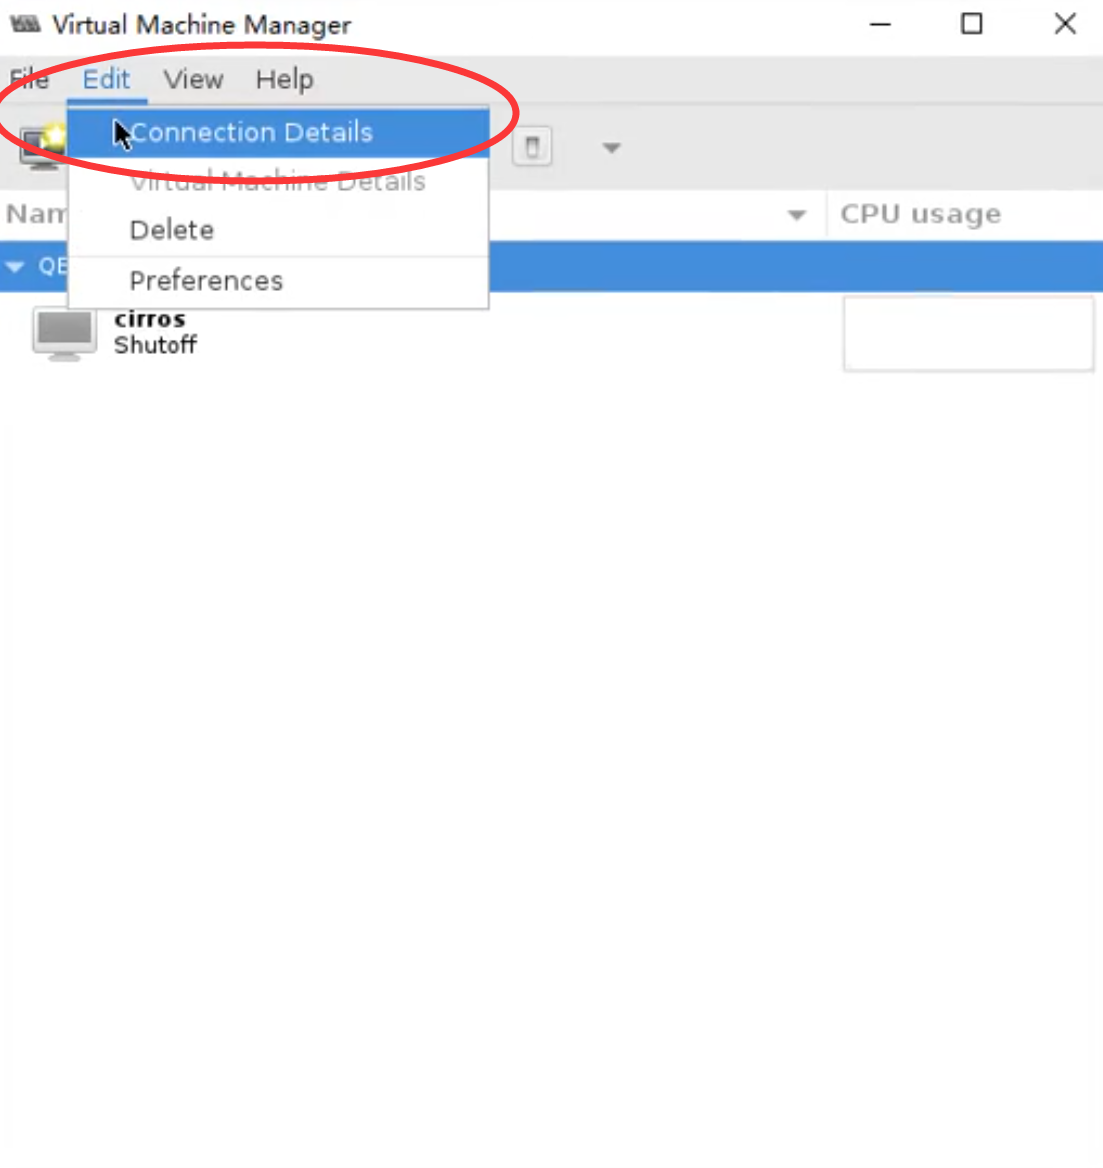 Virtual Machine Manager
File Edit View Help
Connection Details
Virtual Machine Details
Nam CPU usage
Delete
QE
Preferences
cirros
Shutoff